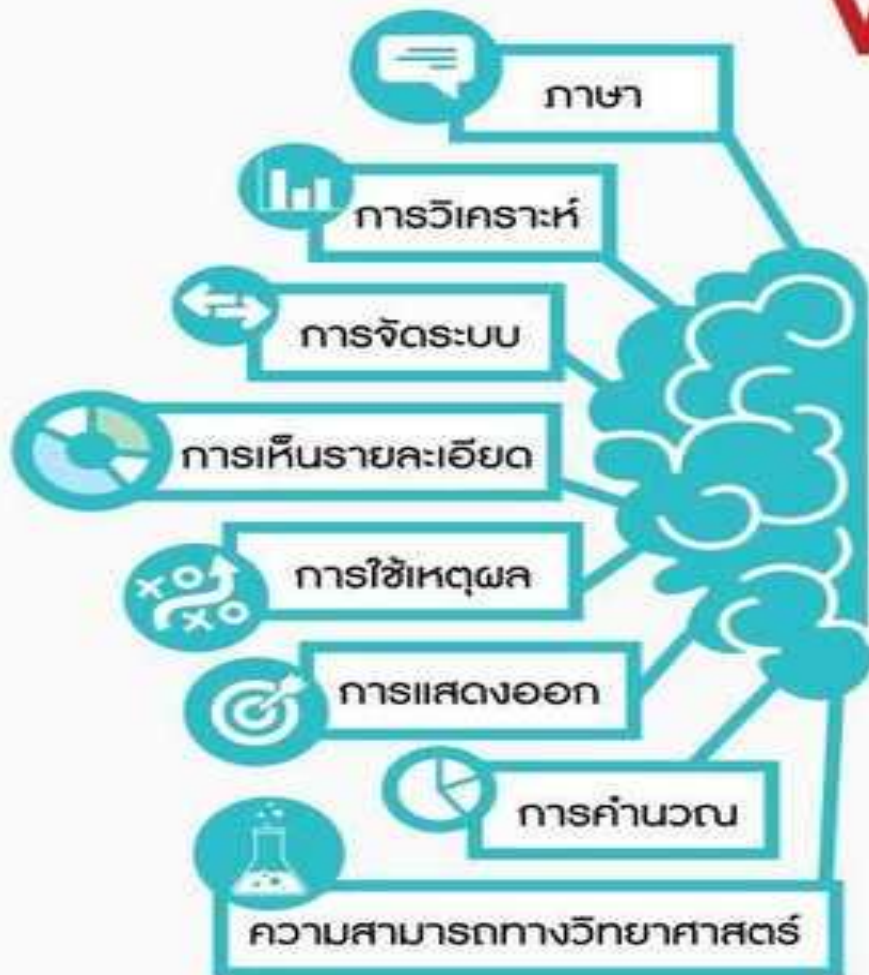 ภาษา
การวิเคราะห์
การจัดระบบ
การเห็นรายละเอียด
การใช้เหตุผล
การแสดงออก
การคำนวณ
ความสามารถทางวิทยาศาสตร์